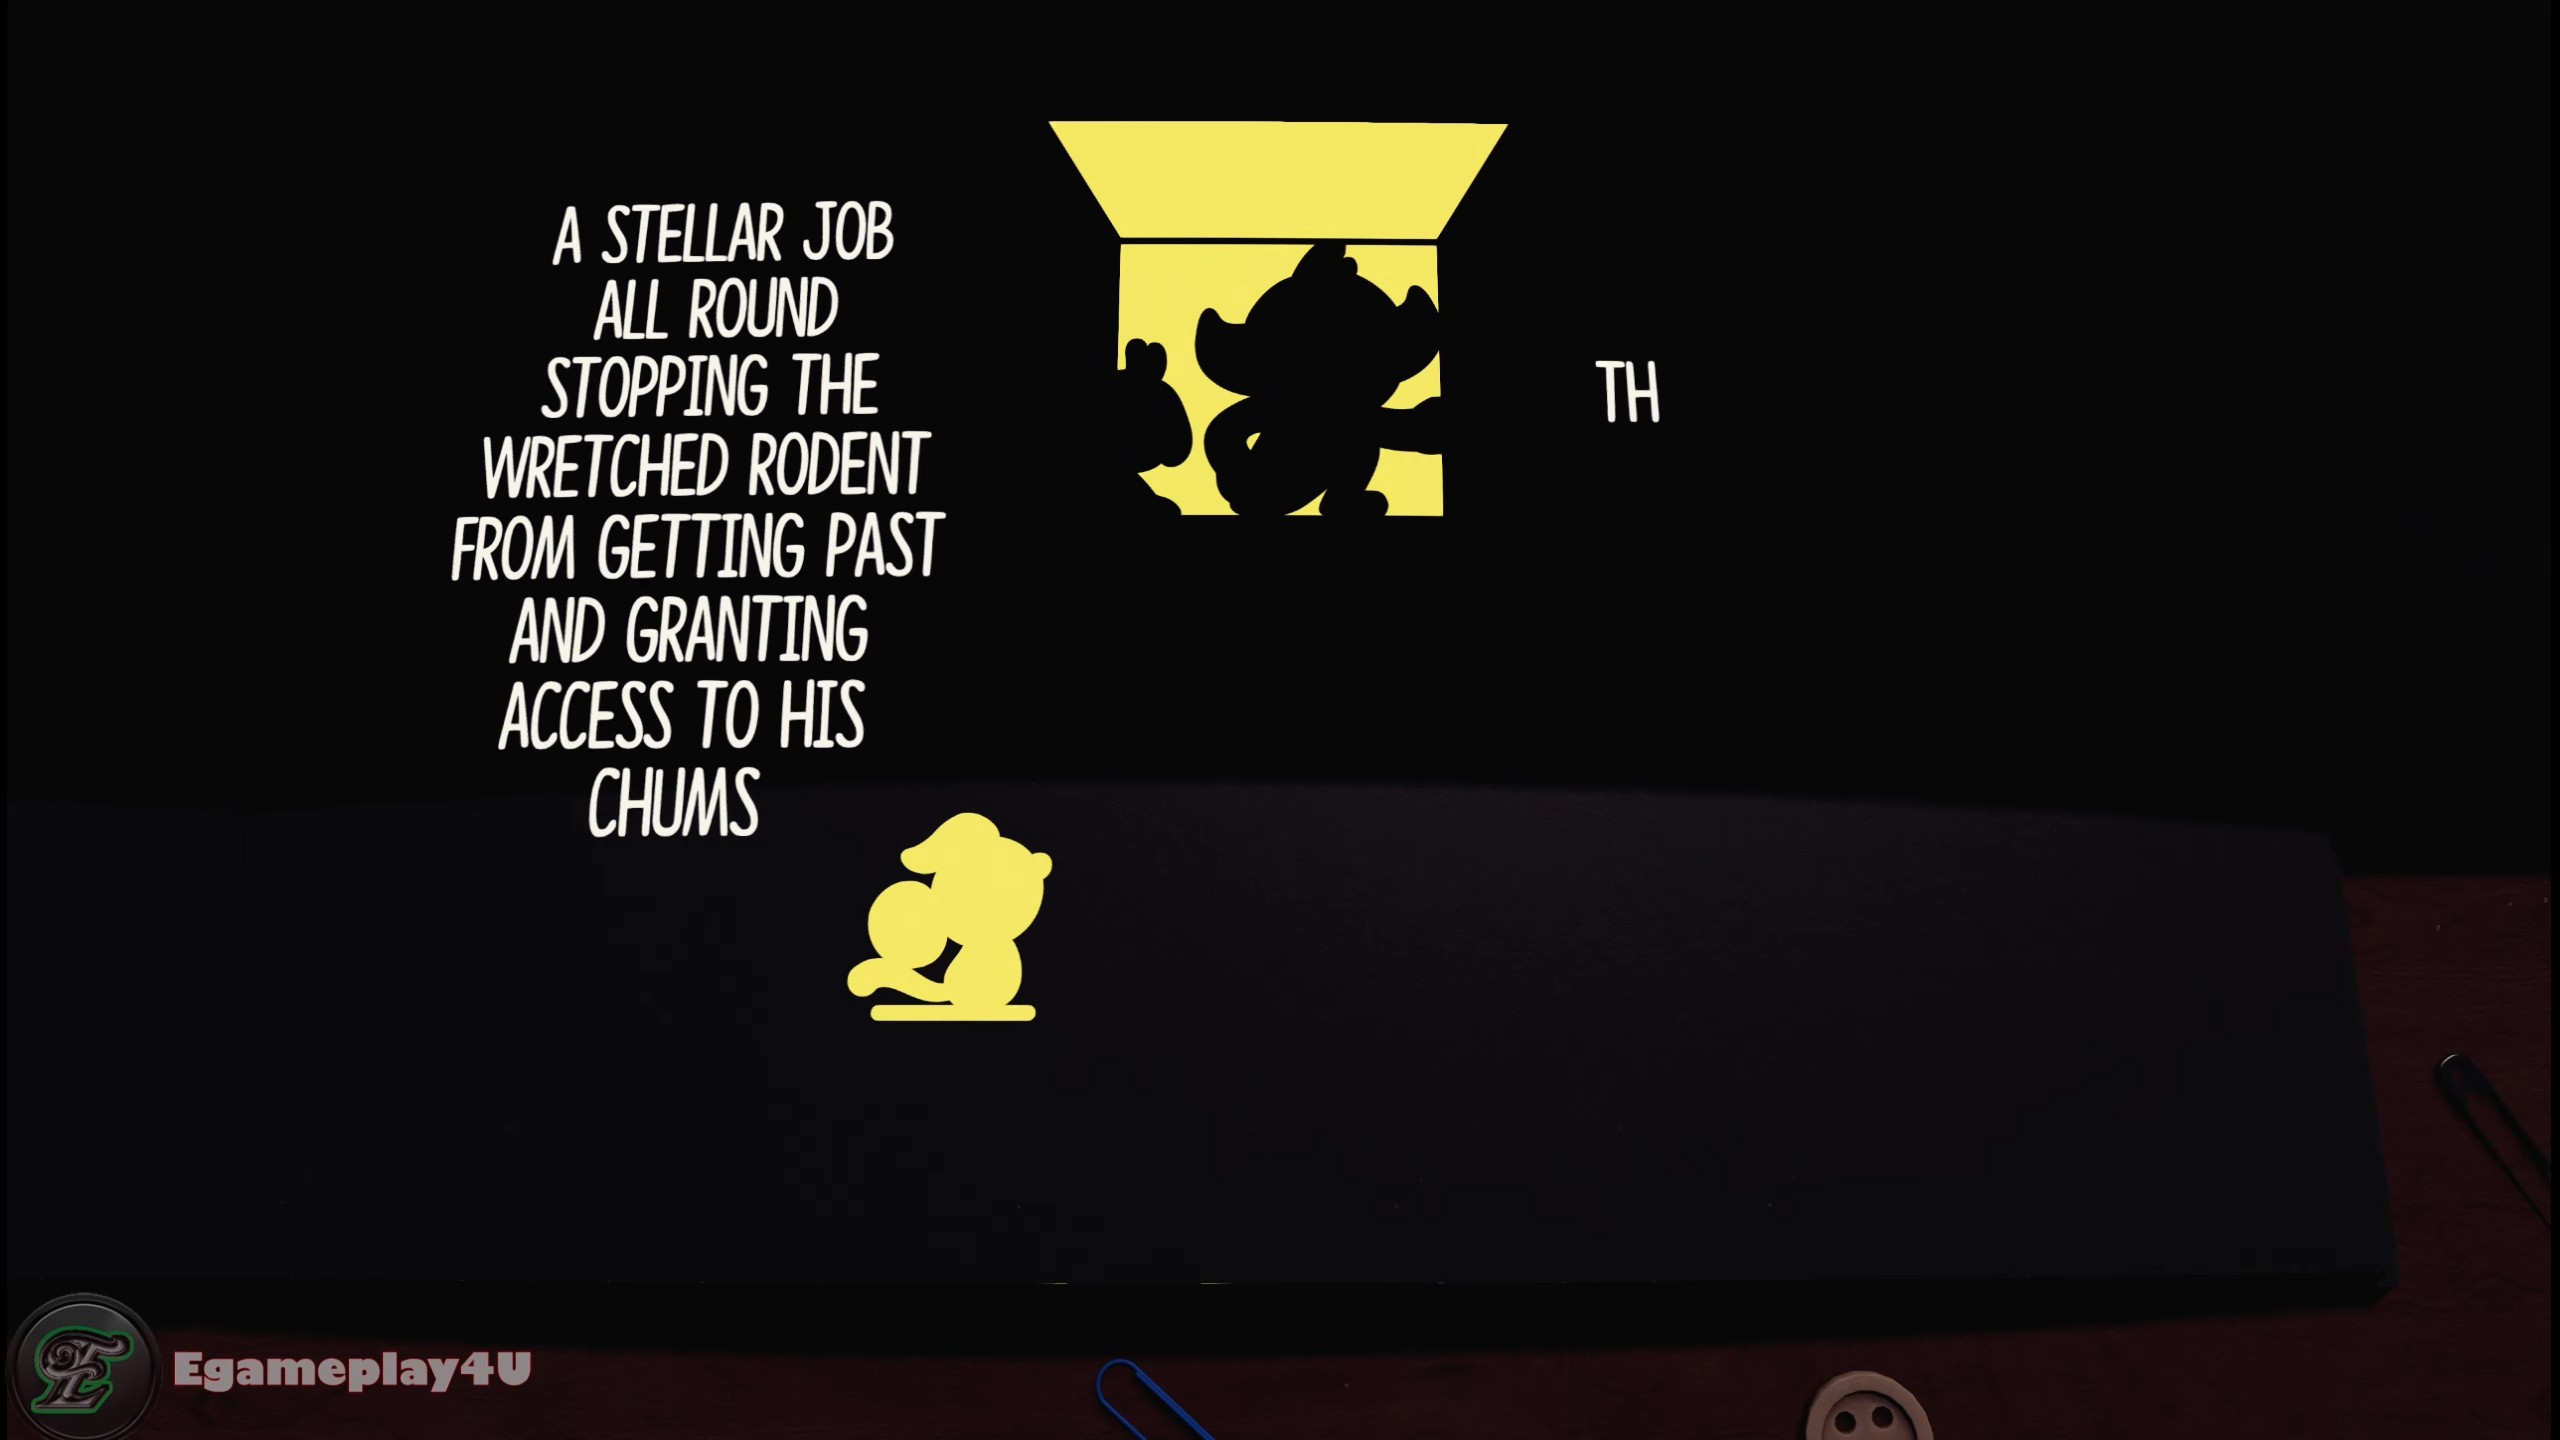 A STELLAR JOB
ALL ROUND
STOPPING THE
WRETCHED RODENT
FROM GETTING PAST
AND GRANTING
ACCESS TO HIS
CHUMS
TH
Egameplay4U